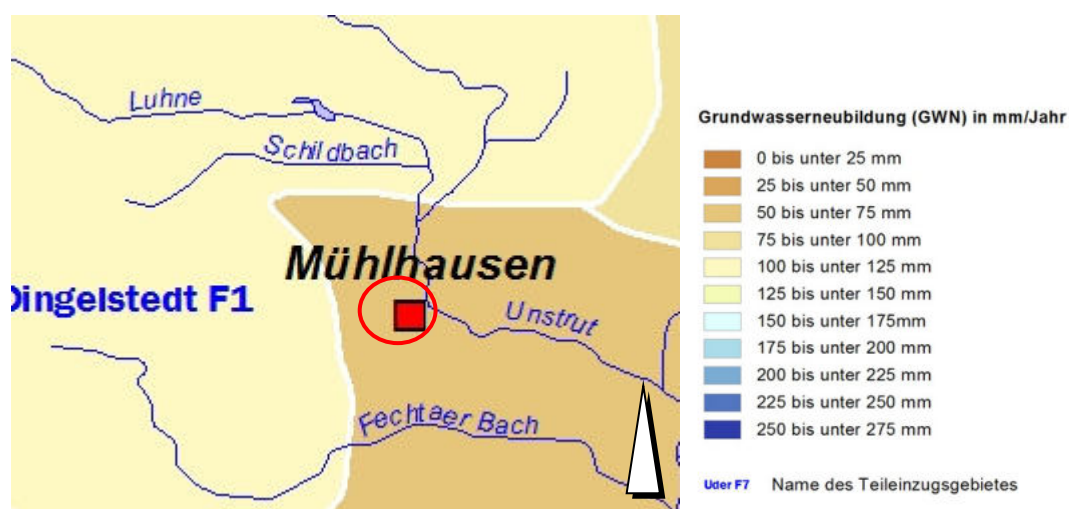 Luhne
Schildbach
Mühlhausen
Dingelstedt F1
Unstrut
Fechtaer Bach
Grundwasserneubildung (GWN) in mm/Jahr
0 bis unter 25 mm
25 bis unter 50 mm
50 bis unter 75 mm
75 bis unter 100 mm
100 bis unter 125 mm
125 bis unter 150 mm
150 bis unter 175mm
175 bis unter 200 mm
200 bis unter 225 mm
225 bis unter 250 mm
250 bis unter 275 mm
Uder F7 Name des Teileinzugsgebietes